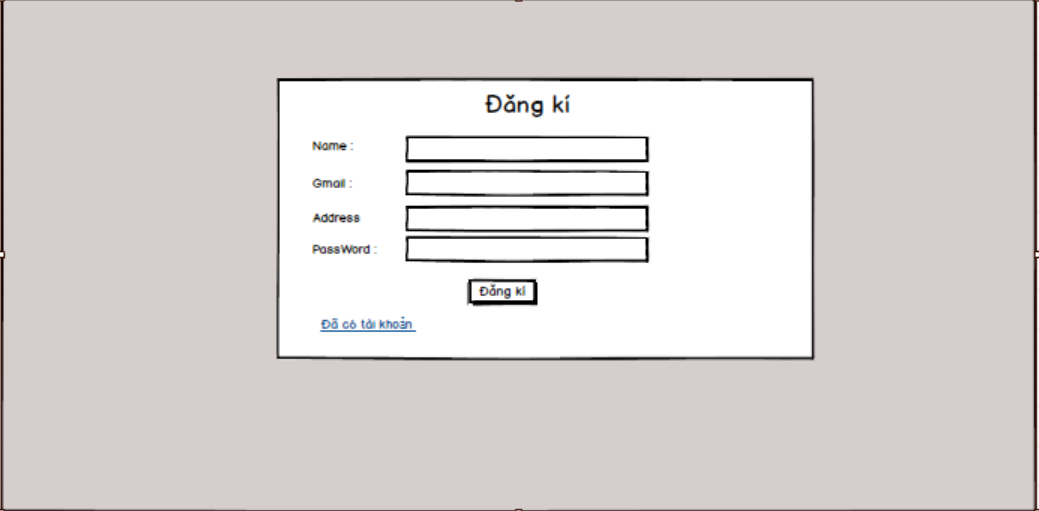 Đăng kí
Name :
Gmail :
Address
PassWord :
Đăng kí
Đã có tài khoản